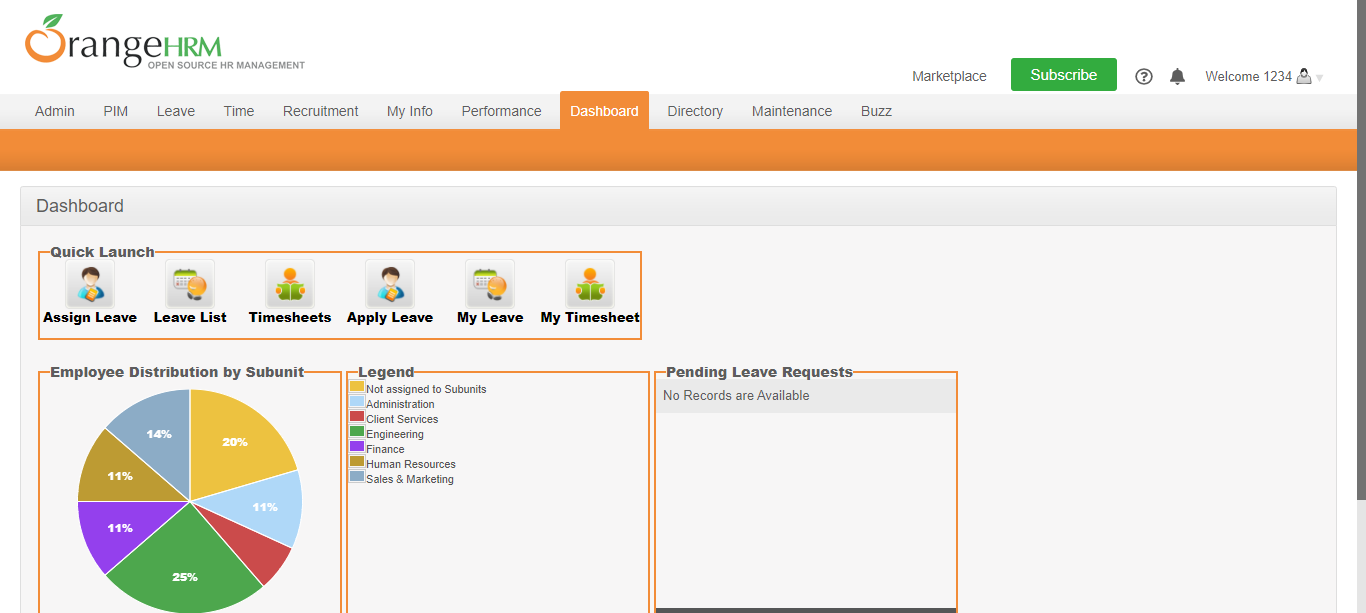 OrangeHRM
OPEN SOURCE HR MANAGEMENT
Marketplace
Subscribe
Welcome 1234
Admin PIM Leave Time Recruitment My Info Performance Dashboard Directory Maintenance Buzz
Dashboard
Quick Launch
Assign Leave Leave List Timesheets Apply Leave My Leave My Timesheet
Employee Distribution by Subunit
20%
11%
25%
11%
11%
14%
Legend
Not assigned to Subunits
Administration
Client Services
Engineering
Finance
Human Resources
Sales & Marketing
Pending Leave Requests
No Records are Available